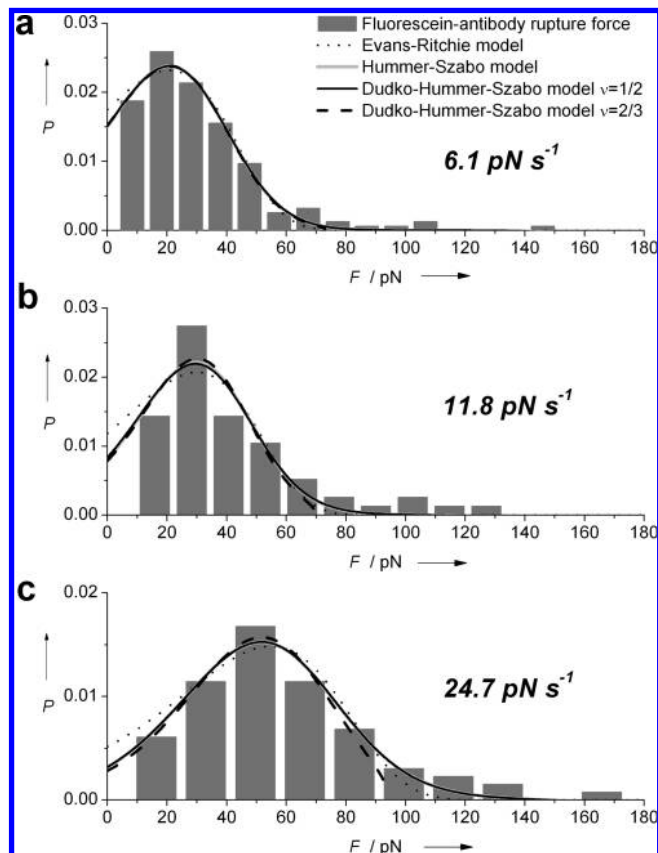 a
0.03
Fluorescein-antibody rupture force
Evans-Ritchie model
Hummer-Szabo model
Dudko-Hummer-Szabo model ν=1/2
Dudko-Hummer-Szabo model ν=2/3
0.02
P
0.01
6.1 pN s⁻¹
0.00
0 20 40 60 80 100 120 140 160 180
F / pN
b
0.03
0.02
P
11.8 pN s⁻¹
0.01
0.00
0 20 40 60 80 100 120 140 160 180
F / pN
c
0.02
P
24.7 pN s⁻¹
0.01
0.00
0 20 40 60 80 100 120 140 160 180
F / pN